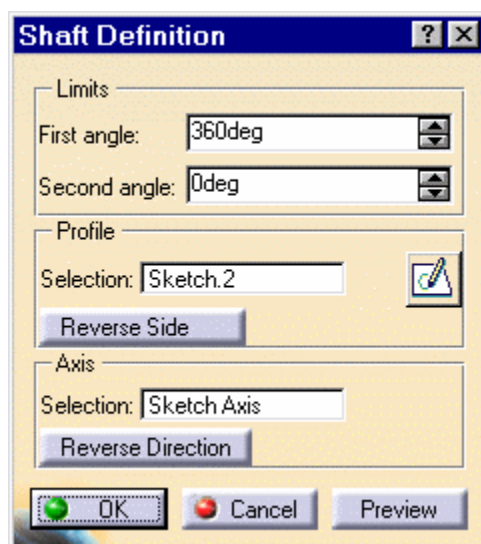 Shaft Definition ? ×
Limits
First angle: 360deg
Second angle: 0deg
Profile
Selection: Sketch.2
Reverse Side
Axis
Selection: Sketch Axis
Reverse Direction
OK Cancel Preview